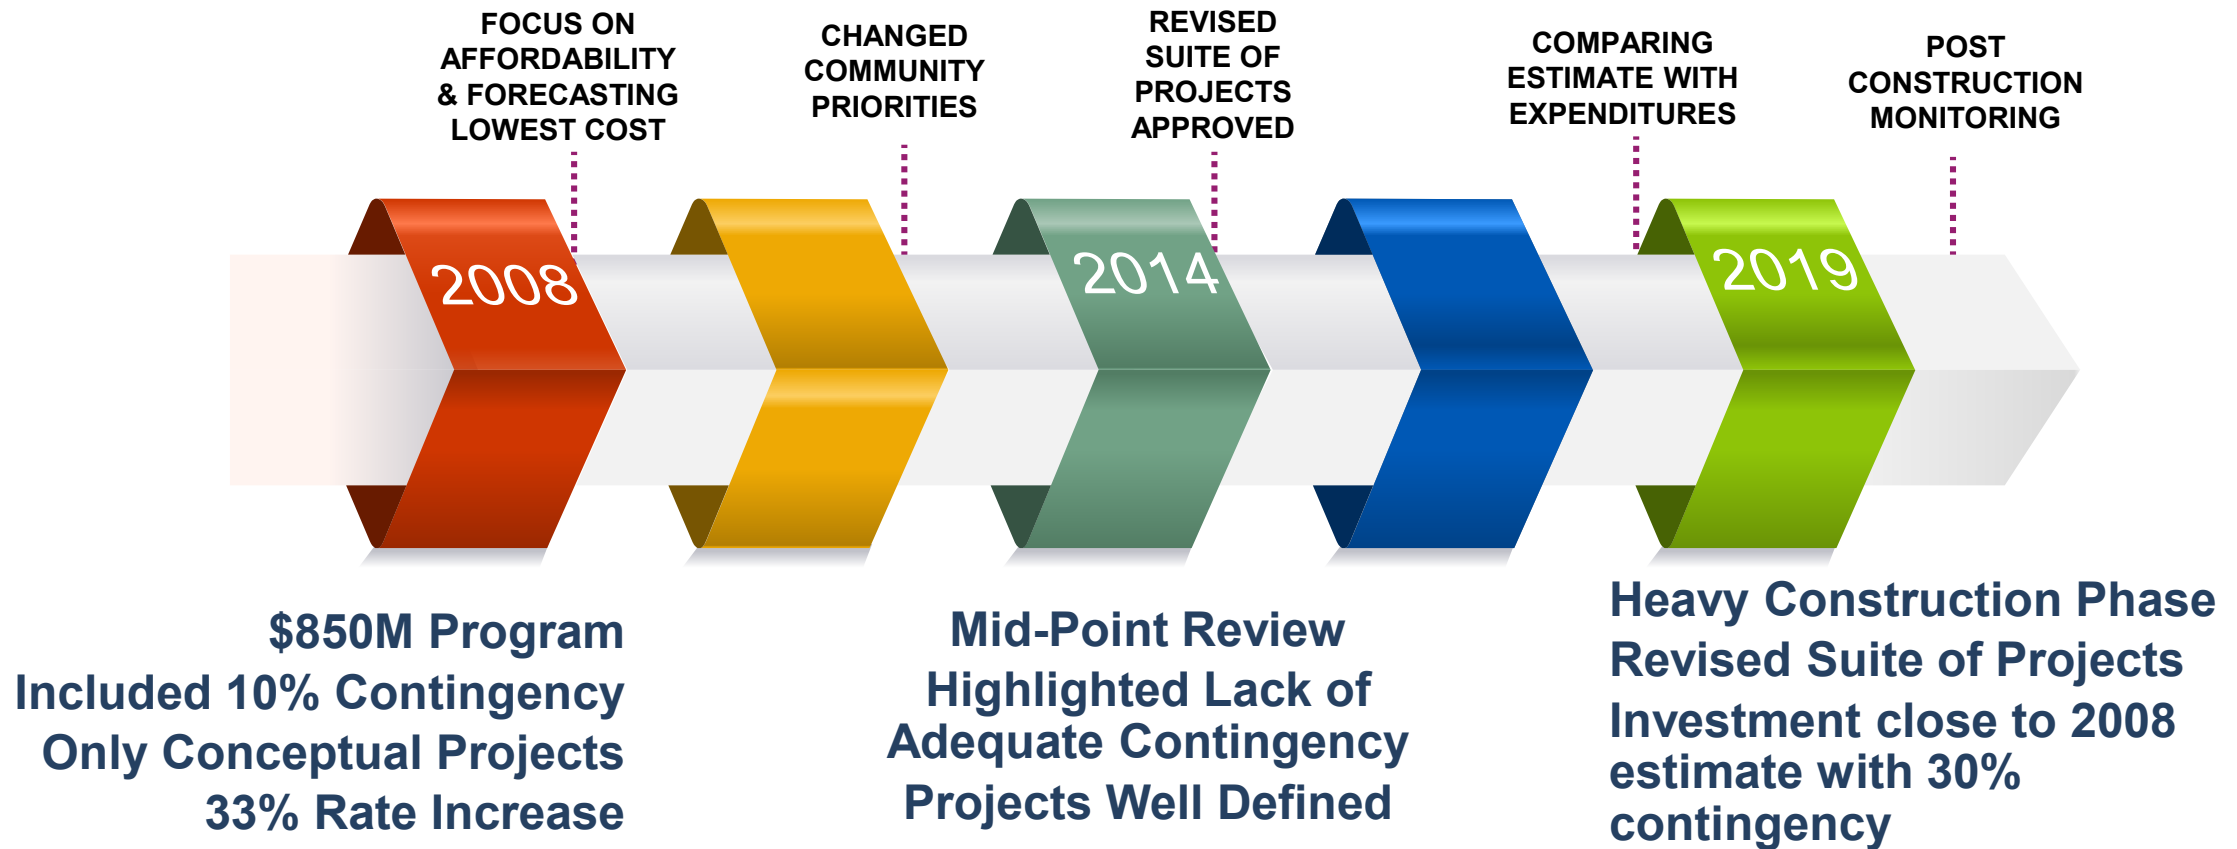 FOCUS ON
AFFORDABILITY
& FORECASTING
LOWEST COST
CHANGED
COMMUNITY
PRIORITIES
REVISED
SUITE OF
PROJECTS
APPROVED
COMPARING
ESTIMATE WITH
EXPENDITURES
POST
CONSTRUCTION
MONITORING
2008
2014
2019
$850M Program
Included 10% Contingency
Only Conceptual Projects
33% Rate Increase
Mid-Point Review
Highlighted Lack of
Adequate Contingency
Projects Well Defined
Heavy Construction Phase
Revised Suite of Projects
Investment close to 2008
estimate with 30%
contingency